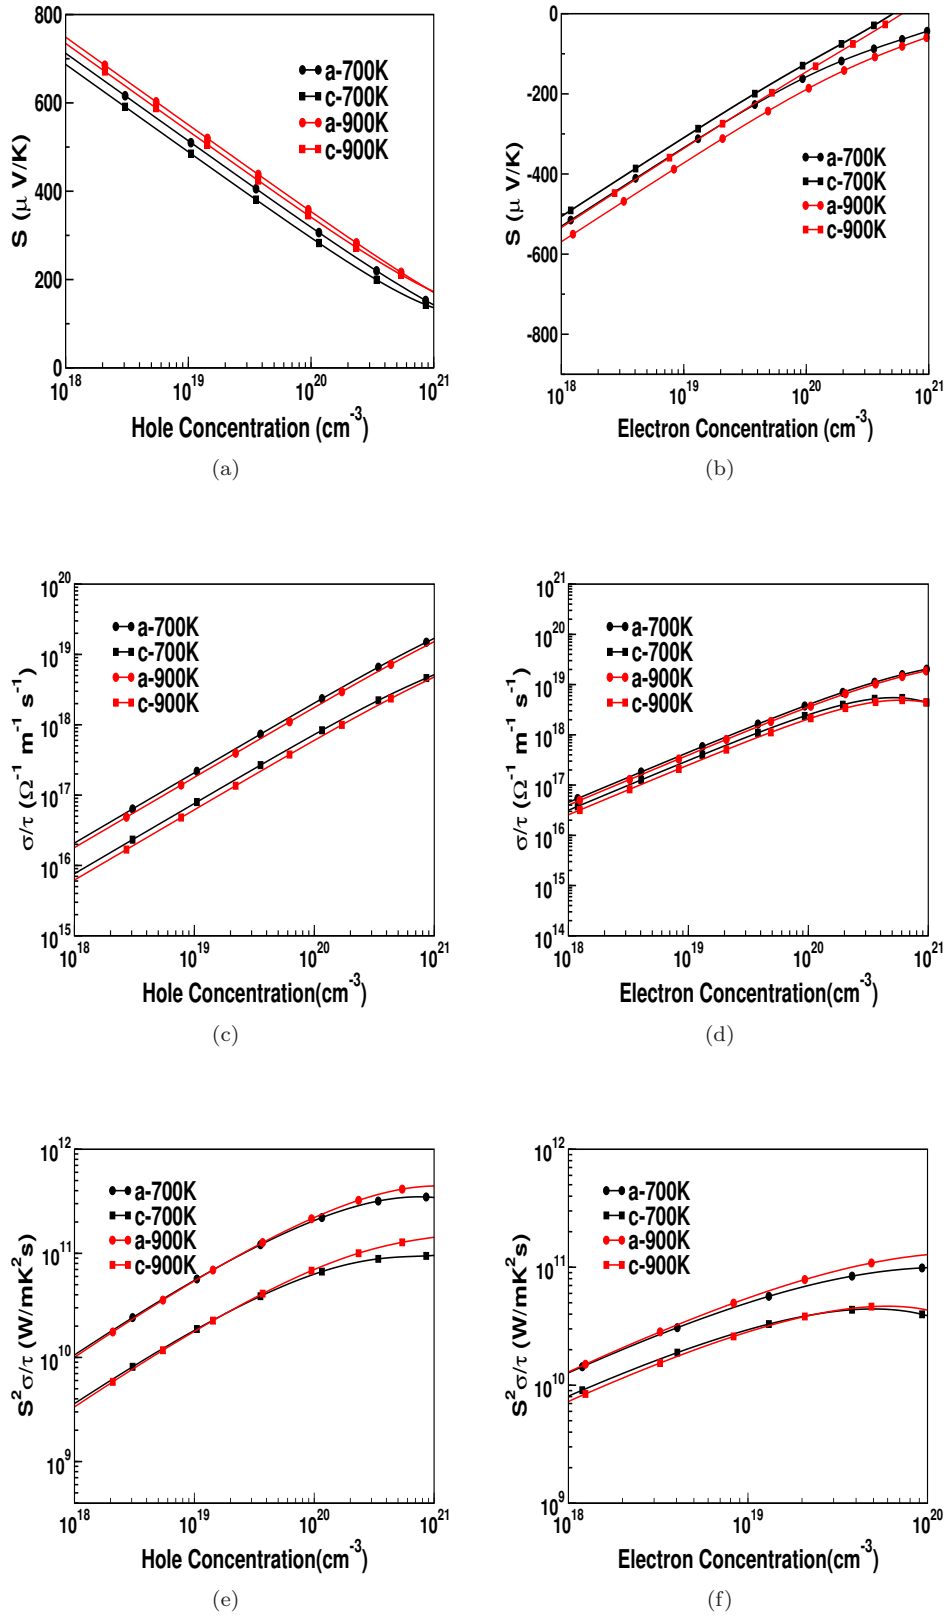 800
600
400
200
0
S (μ V/K)
a-700K
c-700K
a-900K
c-900K
10^18 10^19 10^20 10^21
Hole Concentration (cm^-3)
(a)
0
-200
-400
-600
-800
S (μ V/K)
a-700K
c-700K
a-900K
c-900K
10^18 10^19 10^20 10^21
Electron Concentration (cm^-3)
(b)
10^20
10^19
10^18
10^17
10^16
10^15
σ/τ (Ω^-1 m^-1 s^-1)
a-700K
c-700K
a-900K
c-900K
10^18 10^19 10^20 10^21
Hole Concentration(cm^-3)
(c)
10^21
10^20
10^19
10^18
10^17
10^16
10^15
10^14
σ/τ (Ω^-1 m^-1 s^-1)
a-700K
c-700K
a-900K
c-900K
10^18 10^19 10^20 10^21
Electron Concentration(cm^-3)
(d)
10^12
10^11
10^10
10^9
S^2 σ/τ (W/mK^2s)
a-700K
c-700K
a-900K
c-900K
10^18 10^19 10^20 10^21
Hole Concentration(cm^-3)
(e)
10^12
10^11
10^10
10^9
S^2 σ/τ (W/mK^2s)
a-700K
c-700K
a-900K
c-900K
10^18 10^19 10^20
Electron Concentration(cm^-3)
(f)